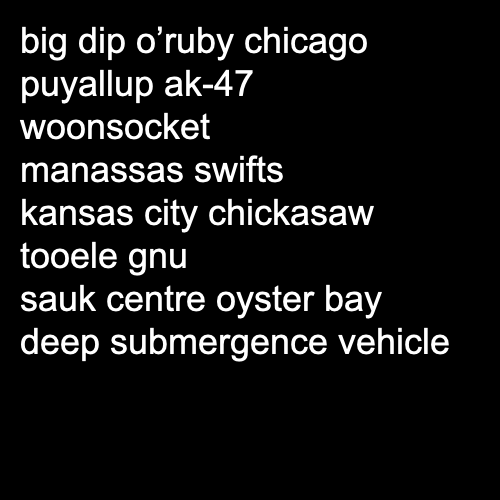 big dip o’ruby chicago
puyallup ak-47
woonsocket
manassas swifts
kansas city chickasaw
tooele gnu
sauk centre oyster bay
deep submergence vehicle